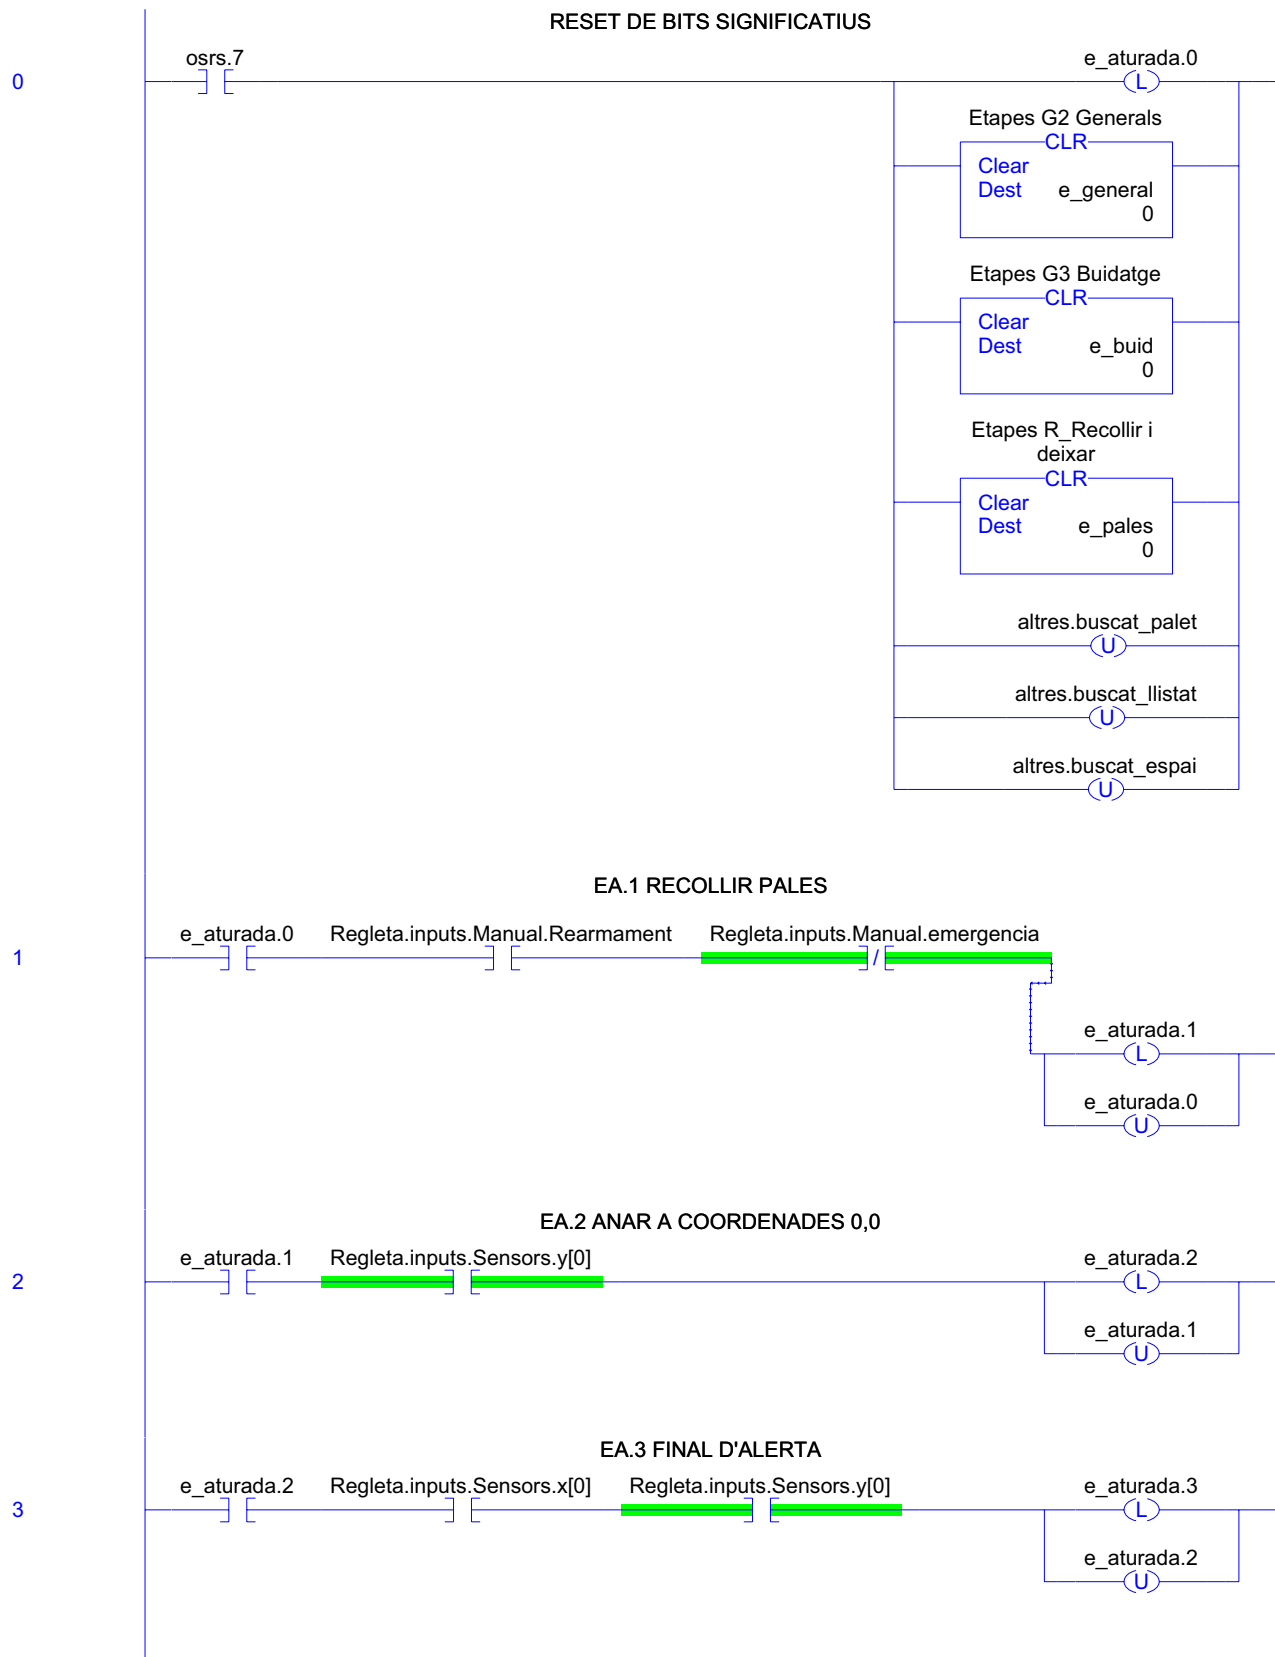 RESET DE BITS SIGNIFICATIUS
osrs.7
e_aturada.0
0
L
Etapes G2 Generals
CLR
Clear
Dest e_general
0
Etapes G3 Buidatge
CLR
Clear
Dest e_buid
0
Etapes R_Recollir i
deixar
CLR
Clear
Dest e_pales
0
altres.buscat_palet
U
altres.buscat_llistat
U
altres.buscat_espai
U
EA.1 RECOLLIR PALES
e_aturada.0 Regleta.inputs.Manual.Rearmament Regleta.inputs.Manual.emergencia
1 /
e_aturada.1
L
e_aturada.0
U
EA.2 ANAR A COORDENADES 0,0
e_aturada.1 Regleta.inputs.Sensors.y[0] e_aturada.2
2 L
e_aturada.1
U
EA.3 FINAL D'ALERTA
e_aturada.2 Regleta.inputs.Sensors.x[0] Regleta.inputs.Sensors.y[0] e_aturada.3
3 L
e_aturada.2
U